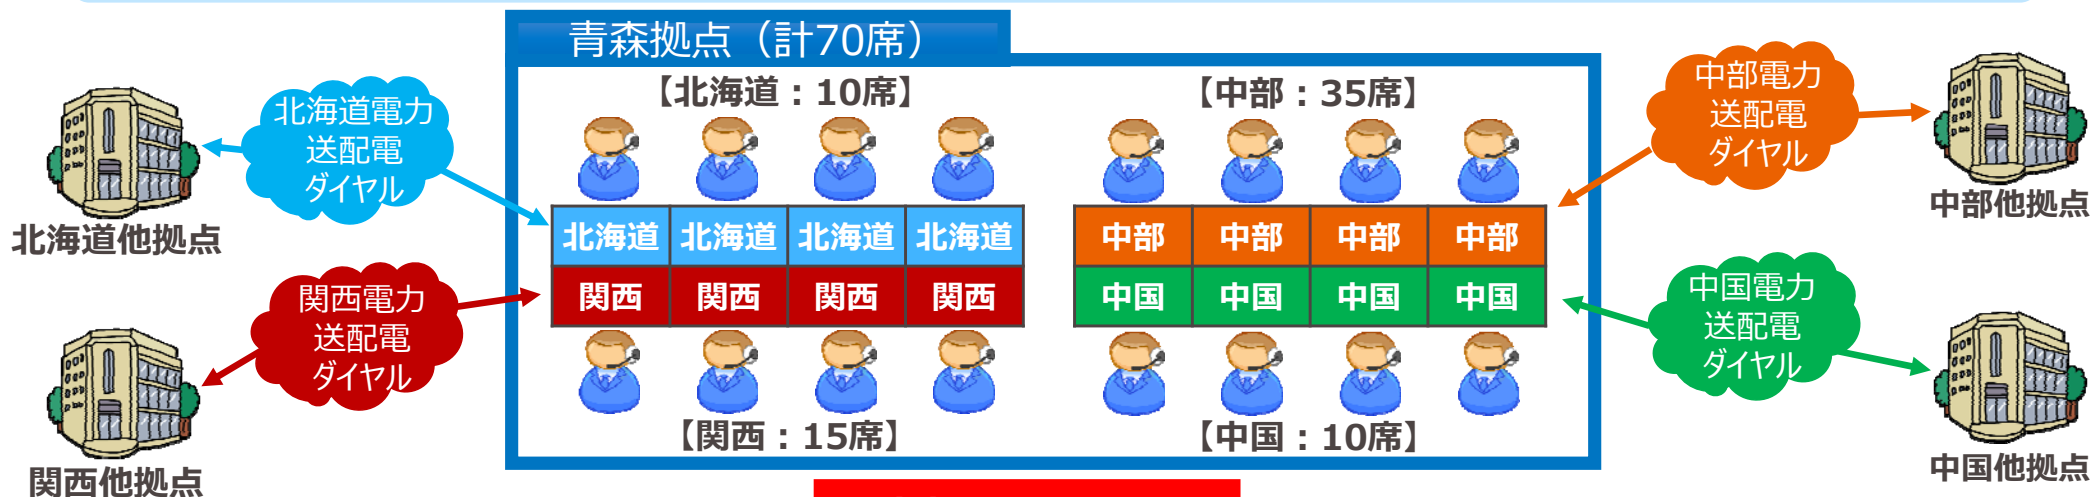 青森拠点（計70席）
【北海道：10席】
【中部：35席】
北海道電力
送配電
ダイヤル
中部電力
送配電
ダイヤル
北海道他拠点
中部他拠点
北海道 北海道 北海道 北海道
中部 中部 中部 中部
関西 関西 関西 関西
中国 中国 中国 中国
関西電力
送配電
ダイヤル
中国電力
送配電
ダイヤル
【関西：15席】
【中国：10席】
関西他拠点
中国他拠点